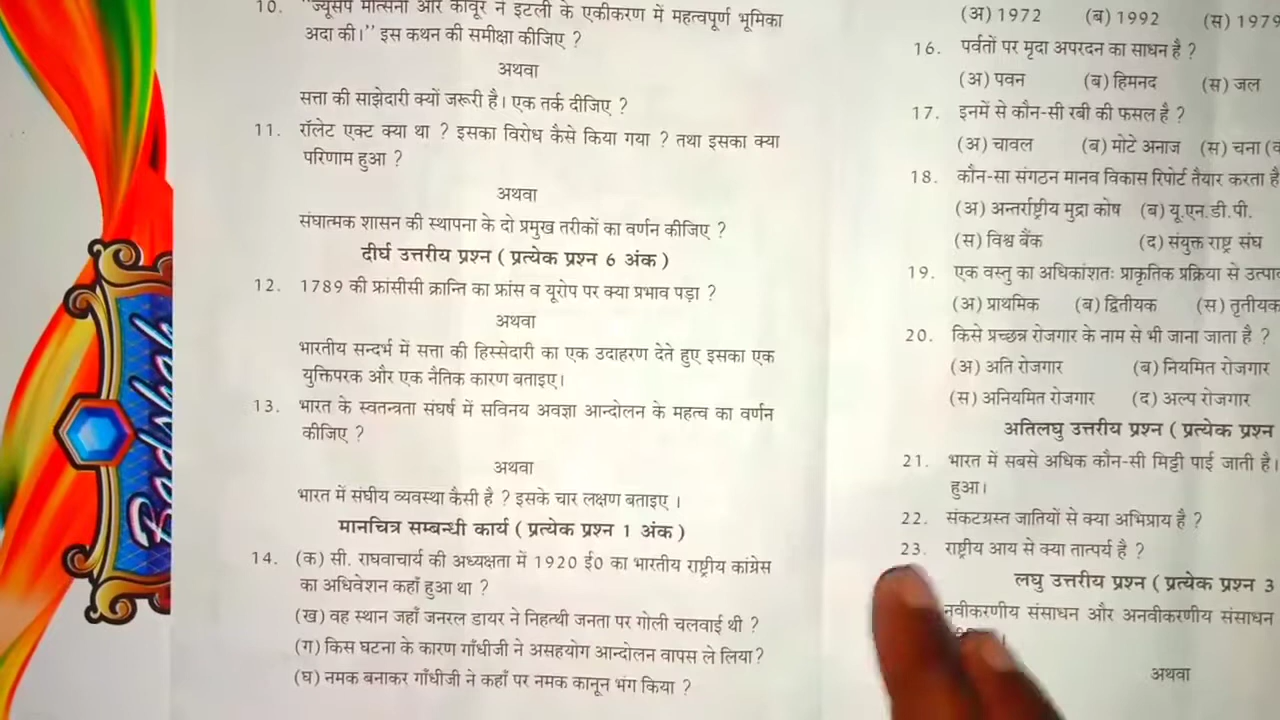 10. "ज्यूसेप मेत्सिनी और कावूर ने इटली के एकीकरण में महत्वपूर्ण भूमिका
अदा की।" इस कथन की समीक्षा कीजिए ?
अथवा
सत्ता की साझेदारी क्यों जरूरी है। एक तर्क दीजिए ?
11. रॉलेट एक्ट क्या था ? इसका विरोध कैसे किया गया ? तथा इसका क्या
परिणाम हुआ ?
अथवा
संघात्मक शासन की स्थापना के दो प्रमुख तरीकों का वर्णन कीजिए ?
दीर्घ उत्तरीय प्रश्न ( प्रत्येक प्रश्न 6 अंक )
12. 1789 की फ्रांसीसी क्रान्ति का फ्रांस व यूरोप पर क्या प्रभाव पड़ा ?
अथवा
भारतीय सन्दर्भ में सत्ता की हिस्सेदारी का एक उदाहरण देते हुए इसका एक
युक्तिपरक और एक नैतिक कारण बताइए।
13. भारत के स्वतन्त्रता संघर्ष में सविनय अवज्ञा आन्दोलन के महत्व का वर्णन
कीजिए ?
अथवा
भारत में संघीय व्यवस्था कैसी है ? इसके चार लक्षण बताइए ।
मानचित्र सम्बन्धी कार्य ( प्रत्येक प्रश्न 1 अंक )
14. (क) सी. राघवाचार्य की अध्यक्षता में 1920 ई0 का भारतीय राष्ट्रीय कांग्रेस
का अधिवेशन कहाँ हुआ था ?
(ख) वह स्थान जहाँ जनरल डायर ने निहत्थी जनता पर गोली चलवाई थी ?
(ग) किस घटना के कारण गाँधीजी ने असहयोग आन्दोलन वापस ले लिया?
(घ) नमक बनाकर गाँधीजी ने कहाँ पर नमक कानून भंग किया ?
(अ) 1972 (ब) 1992 (स) 1979
16. पर्वतों पर मृदा अपरदन का साधन है ?
(अ) पवन (ब) हिमनद (स) जल
17. इनमें से कौन-सी रबी की फसल है ?
(अ) चावल (ब) मोटे अनाज (स) चना
18. कौन-सा संगठन मानव विकास रिपोर्ट तैयार करता है
(अ) अन्तर्राष्ट्रीय मुद्रा कोष (ब) यू.एन.डी.पी.
(स) विश्व बैंक (द) संयुक्त राष्ट्र संघ
19. एक वस्तु का अधिकांशतः प्राकृतिक प्रक्रिया से
(अ) प्राथमिक (ब) द्वितीयक (स) तृतीयक
20. किसे प्रच्छन्न रोजगार के नाम से भी जाना जाता है ?
(अ) अति रोजगार (ब) नियमित रोजगार
(स) अनियमित रोजगार (द) अल्प रोजगार
अतिलघु उत्तरीय प्रश्न ( प्रत्येक प्रश्न
21. भारत में सबसे अधिक कौन-सी मिट्टी पाई जाती है।
हुआ।
22. संकटग्रस्त जातियों से क्या अभिप्राय है ?
23. राष्ट्रीय आय से क्या तात्पर्य है ?
लघु उत्तरीय प्रश्न ( प्रत्येक प्रश्न 3
नवीकरणीय संसाधन और अनवीकरणीय संसाधन
अथवा
Badshah